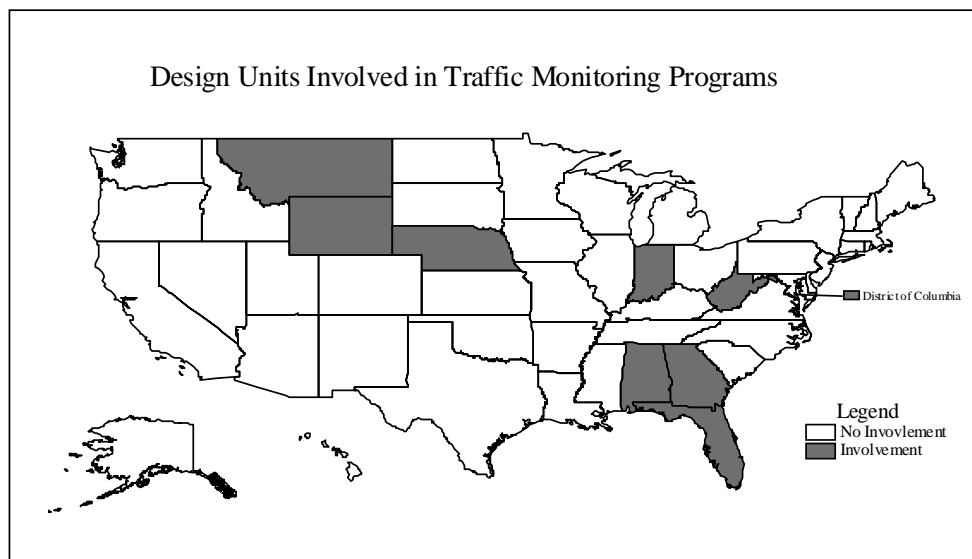 Design Units Involved in Traffic Monitoring Programs
District of Columbia
Legend
No Invovlement
Involvement